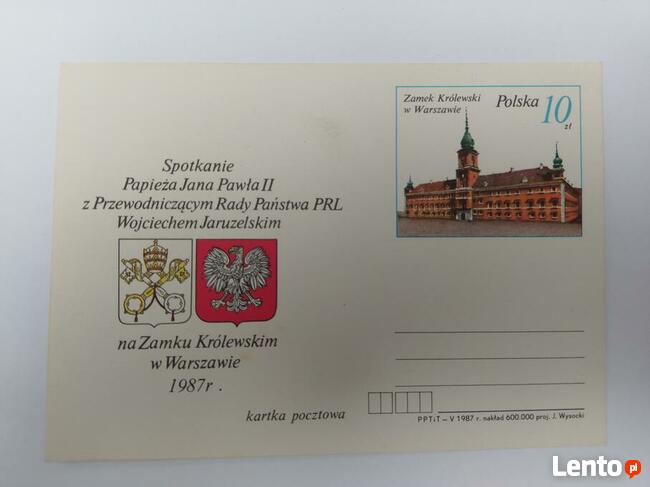 Spotkanie
Papieża Jana Pawła II
z Przewodniczącym Rady Państwa PRL
Wojciechem Jaruzelskim
na Zamku Królewskim
w Warszawie
1987 r .
kartka pocztowa
Zamek Królewski
w Warszawie
Polska 10
zł
PPTiT – V 1987 r. nakład 600.000 proj. J. Wysocki
Lento.pl